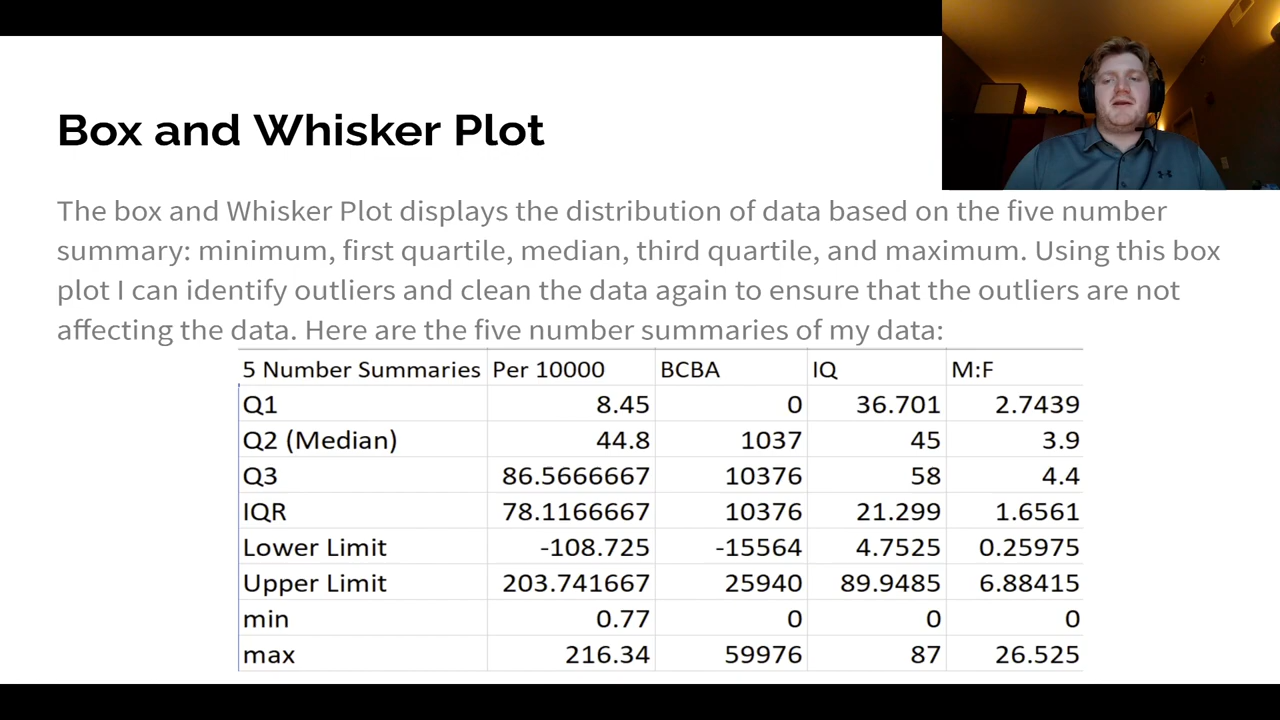 Box and Whisker Plot
The box and Whisker Plot displays the distribution of data based on the five number
summary: minimum, first quartile, median, third quartile, and maximum. Using this box
plot I can identify outliers and clean the data again to ensure that the outliers are not
affecting the data. Here are the five number summaries of my data:
5 Number Summaries Per 10000 BCBA IQ M:F
Q1 8.45 0 36.701 2.7439
Q2 (Median) 44.8 1037 45 3.9
Q3 86.5666667 10376 58 4.4
IQR 78.1166667 10376 21.299 1.6561
Lower Limit -108.725 -15564 4.7525 0.25975
Upper Limit 203.741667 25940 89.9485 6.88415
min 0.77 0 0 0
max 216.34 59976 87 26.525